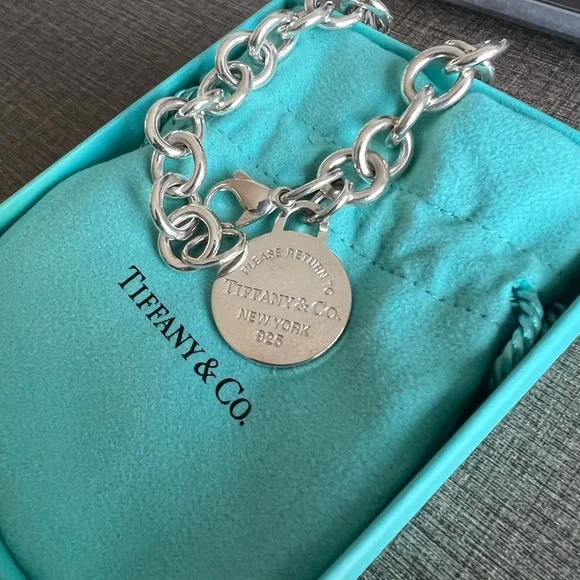 PLEASE RETURN TO
TIFFANY & CO.
NEW YORK
925
TIFFANY & CO.